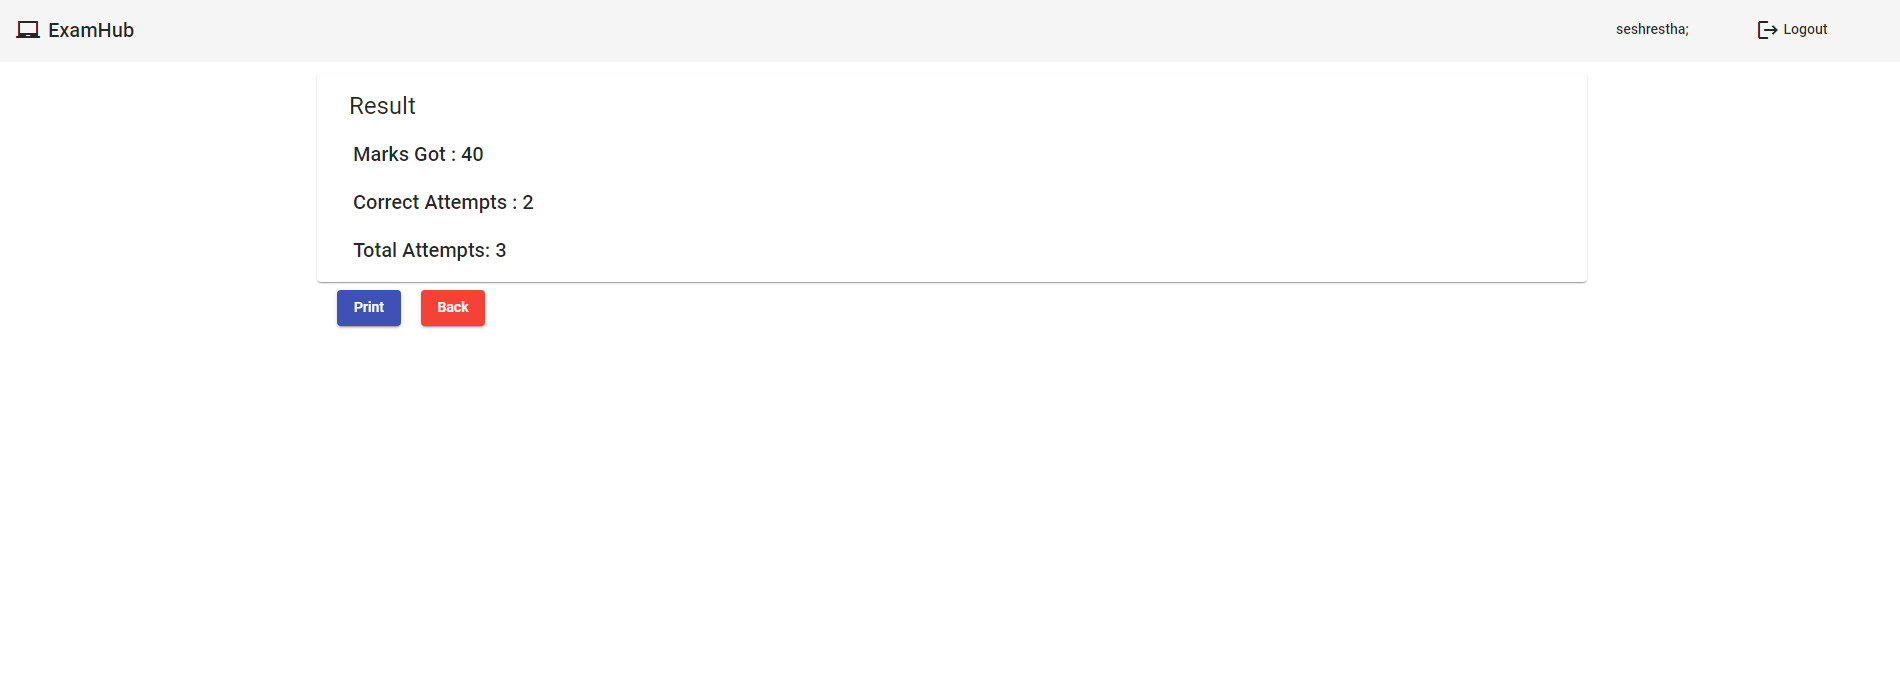 ExamHub
seshrestha;
Logout
Result
Marks Got : 40
Correct Attempts : 2
Total Attempts: 3
Print
Back